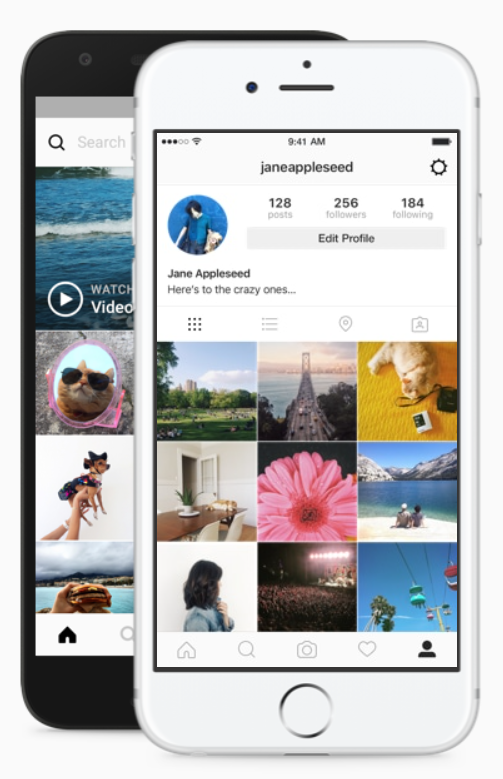 Search
WATCH
Video
9:41 AM
janeappleseed
128
posts
256
followers
184
following
Edit Profile
Jane Appleseed
Here's to the crazy ones...